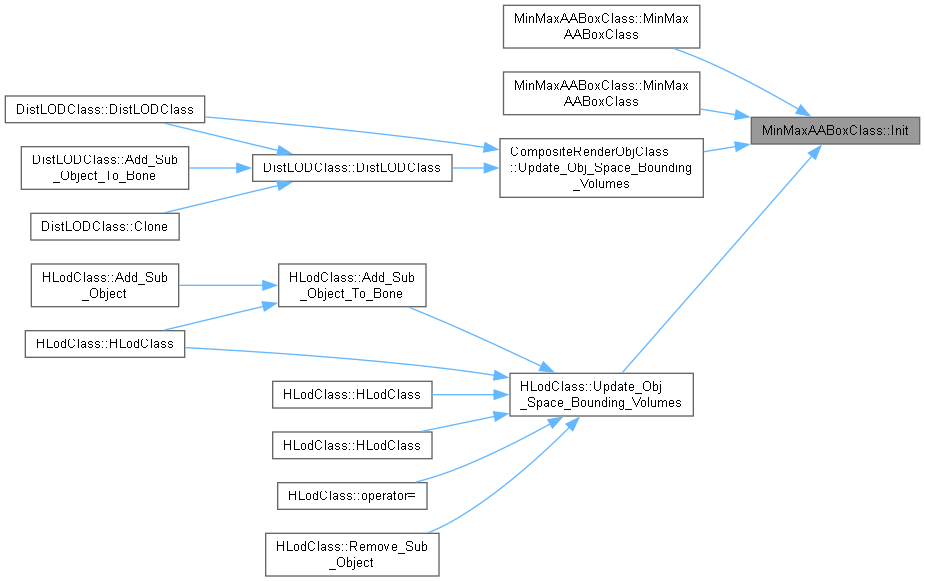 MinMaxAABoxClass::MinMax
AABoxClass
MinMaxAABoxClass::MinMax
AABoxClass
MinMaxAABoxClass::Init
DistLODClass::DistLODClass
CompositeRenderObjClass
::Update_Obj_Space_Bounding
_Volumes
DistLODClass::Add_Sub
_Object_To_Bone
DistLODClass::DistLODClass
DistLODClass::Clone
HLodClass::Add_Sub
_Object
HLodClass::Add_Sub
_Object_To_Bone
HLodClass::HLodClass
HLodClass::Update_Obj
_Space_Bounding_Volumes
HLodClass::HLodClass
HLodClass::HLodClass
HLodClass::operator=
HLodClass::Remove_Sub
_Object